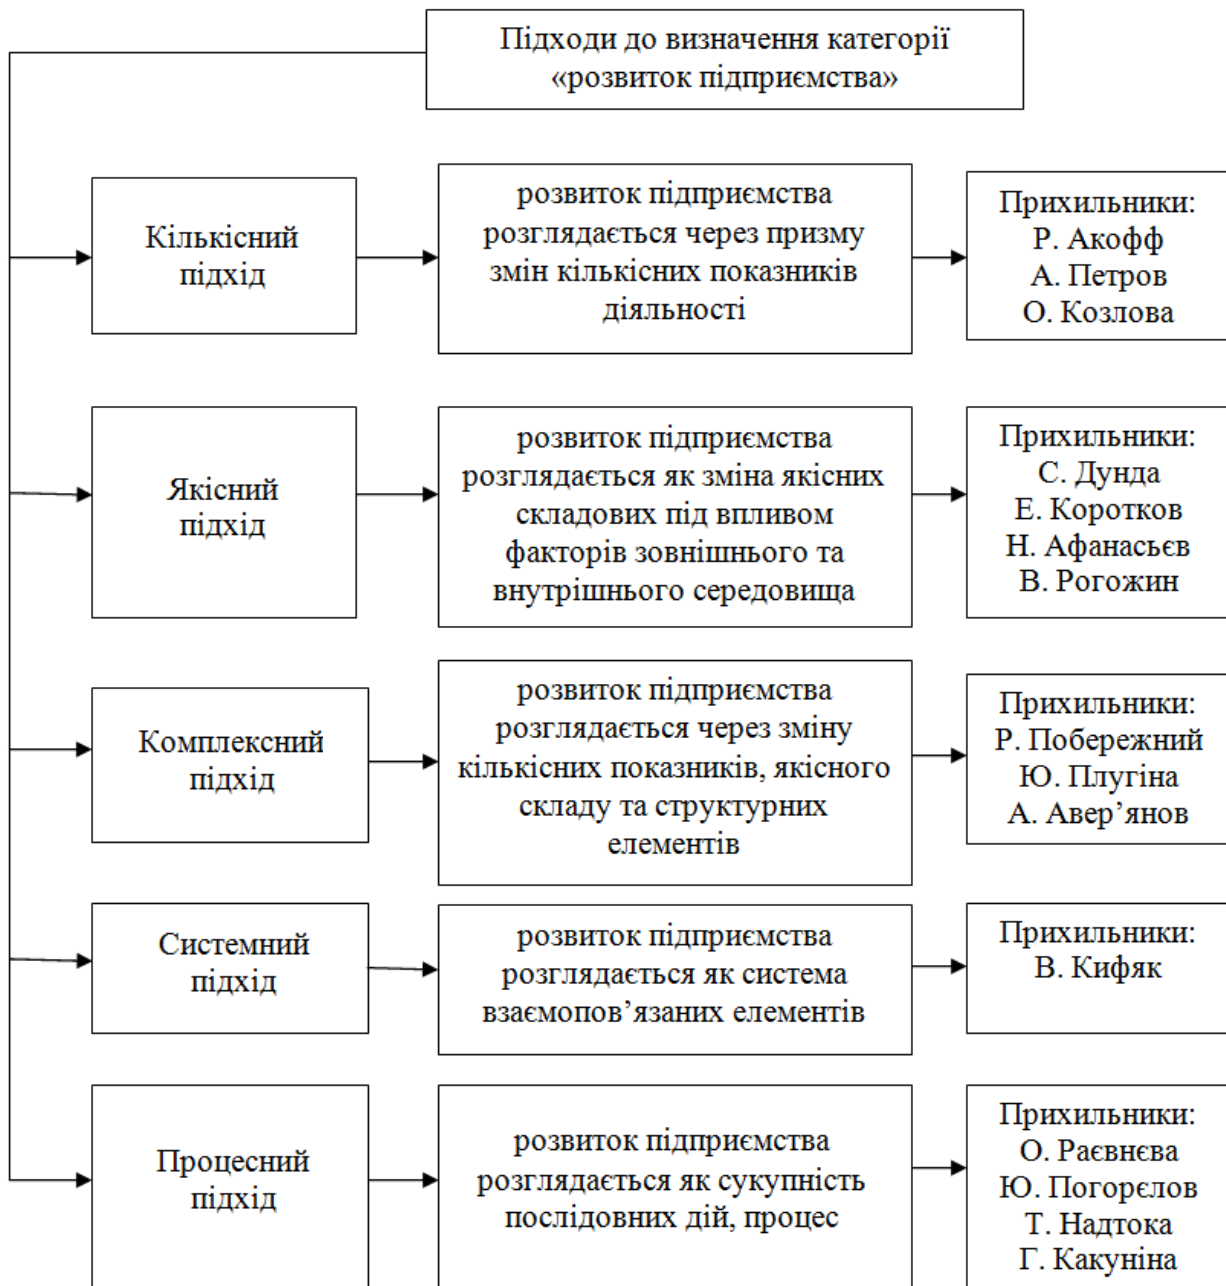 Підходи до визначення категорії
«розвиток підприємства»
Кількісний
підхід
розвиток підприємства
розглядається через призму
змін кількісних показників
діяльності
Прихильники:
Р. Акофф
А. Петров
О. Козлова
Якісний
підхід
розвиток підприємства
розглядається як зміна якісних
складових під впливом
факторів зовнішнього та
внутрішнього середовища
Прихильники:
С. Дунда
Е. Коротков
Н. Афанасьєв
В. Рогожин
Комплексний
підхід
розвиток підприємства
розглядається через зміну
кількісних показників, якісного
складу та структурних
елементів
Прихильники:
Р. Побережний
Ю. Плугіна
А. Авер’янов
Системний
підхід
розвиток підприємства
розглядається як система
взаємопов’язаних елементів
Прихильники:
В. Кифяк
Процесний
підхід
розвиток підприємства
розглядається як сукупність
послідовних дій, процес
Прихильники:
О. Раєвнєва
Ю. Погорєлов
Т. Надтока
Г. Какуніна